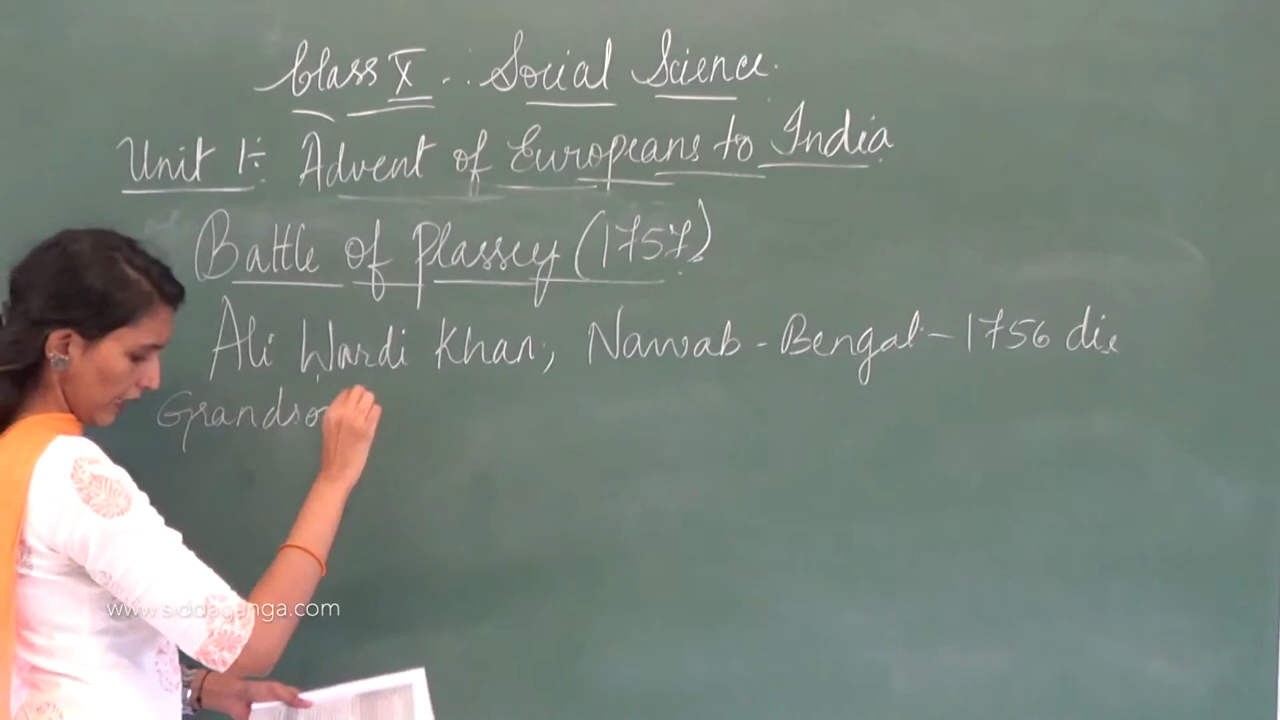 Class X . . Social Science.
Unit 1:- Advent of Europeans to India
Battle of Plassey (1757)
Ali Wardi Khan, Nawab - Bengal - 1756 die
Grandso
www.siddaganga.com